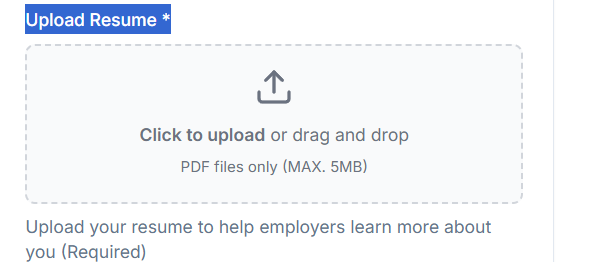 Upload Resume *
Click to upload or drag and drop
PDF files only (MAX. 5MB)
Upload your resume to help employers learn more about
you (Required)